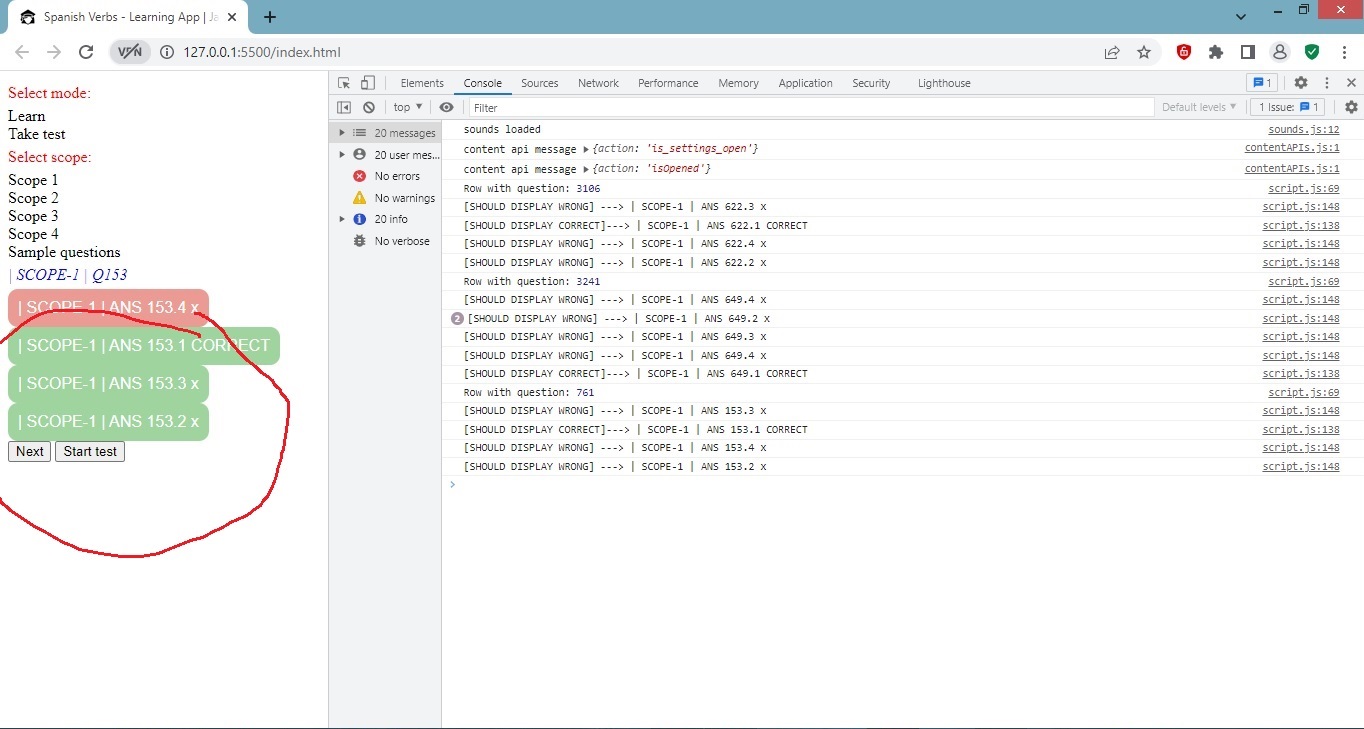 Spanish Verbs - Learning App | Ja
VPN
127.0.0.1:5500/index.html
Select mode:
Learn
Take test
Select scope:
Scope 1
Scope 2
Scope 3
Scope 4
Sample questions
| SCOPE-1 | Q153
| SCOPE-1 | ANS 153.4 x
| SCOPE-1 | ANS 153.1 CORRECT
| SCOPE-1 | ANS 153.3 x
| SCOPE-1 | ANS 153.2 x
Next Start test
Elements Console Sources Network Performance Memory Application Security Lighthouse 1
top Filter Default levels 1 Issue: 1
20 messages
20 user mes...
No errors
No warnings
20 info
No verbose
sounds loaded sounds.js:12
content api message {action: 'is_settings_open'} contentAPIs.js:1
content api message {action: 'isOpened'} contentAPIs.js:1
Row with question: 3106 script.js:69
[SHOULD DISPLAY WRONG] ---> | SCOPE-1 | ANS 622.3 x script.js:148
[SHOULD DISPLAY CORRECT]---> | SCOPE-1 | ANS 622.1 CORRECT script.js:138
[SHOULD DISPLAY WRONG] ---> | SCOPE-1 | ANS 622.4 x script.js:148
[SHOULD DISPLAY WRONG] ---> | SCOPE-1 | ANS 622.2 x script.js:148
Row with question: 3241 script.js:69
[SHOULD DISPLAY WRONG] ---> | SCOPE-1 | ANS 649.4 x script.js:148
2 [SHOULD DISPLAY WRONG] ---> | SCOPE-1 | ANS 649.2 x script.js:148
[SHOULD DISPLAY WRONG] ---> | SCOPE-1 | ANS 649.3 x script.js:148
[SHOULD DISPLAY WRONG] ---> | SCOPE-1 | ANS 649.4 x script.js:148
[SHOULD DISPLAY CORRECT]---> | SCOPE-1 | ANS 649.1 CORRECT script.js:138
Row with question: 761 script.js:69
[SHOULD DISPLAY WRONG] ---> | SCOPE-1 | ANS 153.3 x script.js:148
[SHOULD DISPLAY CORRECT]---> | SCOPE-1 | ANS 153.1 CORRECT script.js:138
[SHOULD DISPLAY WRONG] ---> | SCOPE-1 | ANS 153.4 x script.js:148
[SHOULD DISPLAY WRONG] ---> | SCOPE-1 | ANS 153.2 x script.js:148